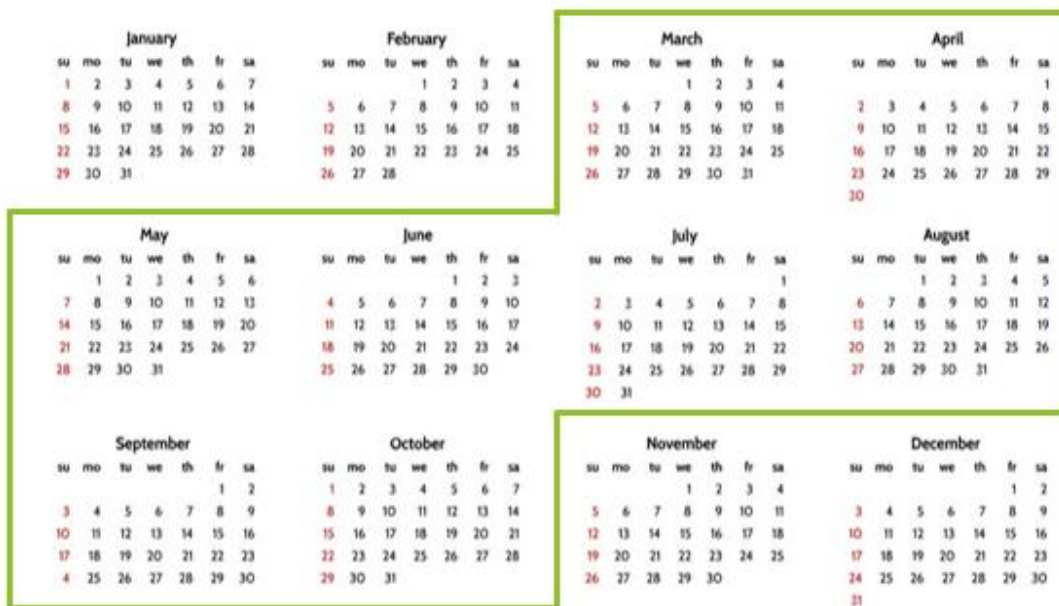 January
su mo tu we th fr sa
1 2 3 4 5 6 7
8 9 10 11 12 13 14
15 16 17 18 19 20 21
22 23 24 25 26 27 28
29 30 31
February
su mo tu we th fr sa
1 2 3 4
5 6 7 8 9 10 11
12 13 14 15 16 17 18
19 20 21 22 23 24 25
26 27 28
March
su mo tu we th fr sa
1 2 3 4
5 6 7 8 9 10 11
12 13 14 15 16 17 18
19 20 21 22 23 24 25
26 27 28 29 30 31
April
su mo tu we th fr sa
1
2 3 4 5 6 7 8
9 10 11 12 13 14 15
16 17 18 19 20 21 22
23 24 25 26 27 28 29
30
May
su mo tu we th fr sa
1 2 3 4 5 6
7 8 9 10 11 12 13
14 15 16 17 18 19 20
21 22 23 24 25 26 27
28 29 30 31
June
su mo tu we th fr sa
1 2 3
4 5 6 7 8 9 10
11 12 13 14 15 16 17
18 19 20 21 22 23 24
25 26 27 28 29 30
July
su mo tu we th fr sa
1
2 3 4 5 6 7 8
9 10 11 12 13 14 15
16 17 18 19 20 21 22
23 24 25 26 27 28 29
30 31
August
su mo tu we th fr sa
1 2 3 4 5
6 7 8 9 10 11 12
13 14 15 16 17 18 19
20 21 22 23 24 25 26
27 28 29 30 31
September
su mo tu we th fr sa
1 2
3 4 5 6 7 8 9
10 11 12 13 14 15 16
17 18 19 20 21 22 23
4 25 26 27 28 29 30
October
su mo tu we th fr sa
1 2 3 4 5 6 7
8 9 10 11 12 13 14
15 16 17 18 19 20 21
22 23 24 25 26 27 28
29 30 31
November
su mo tu we th fr sa
1 2 3 4
5 6 7 8 9 10 11
12 13 14 15 16 17 18
19 20 21 22 23 24 25
26 27 28 29 30
December
su mo tu we th fr sa
1 2
3 4 5 6 7 8 9
10 11 12 13 14 15 16
17 18 19 20 21 22 23
24 25 26 27 28 29 30
31